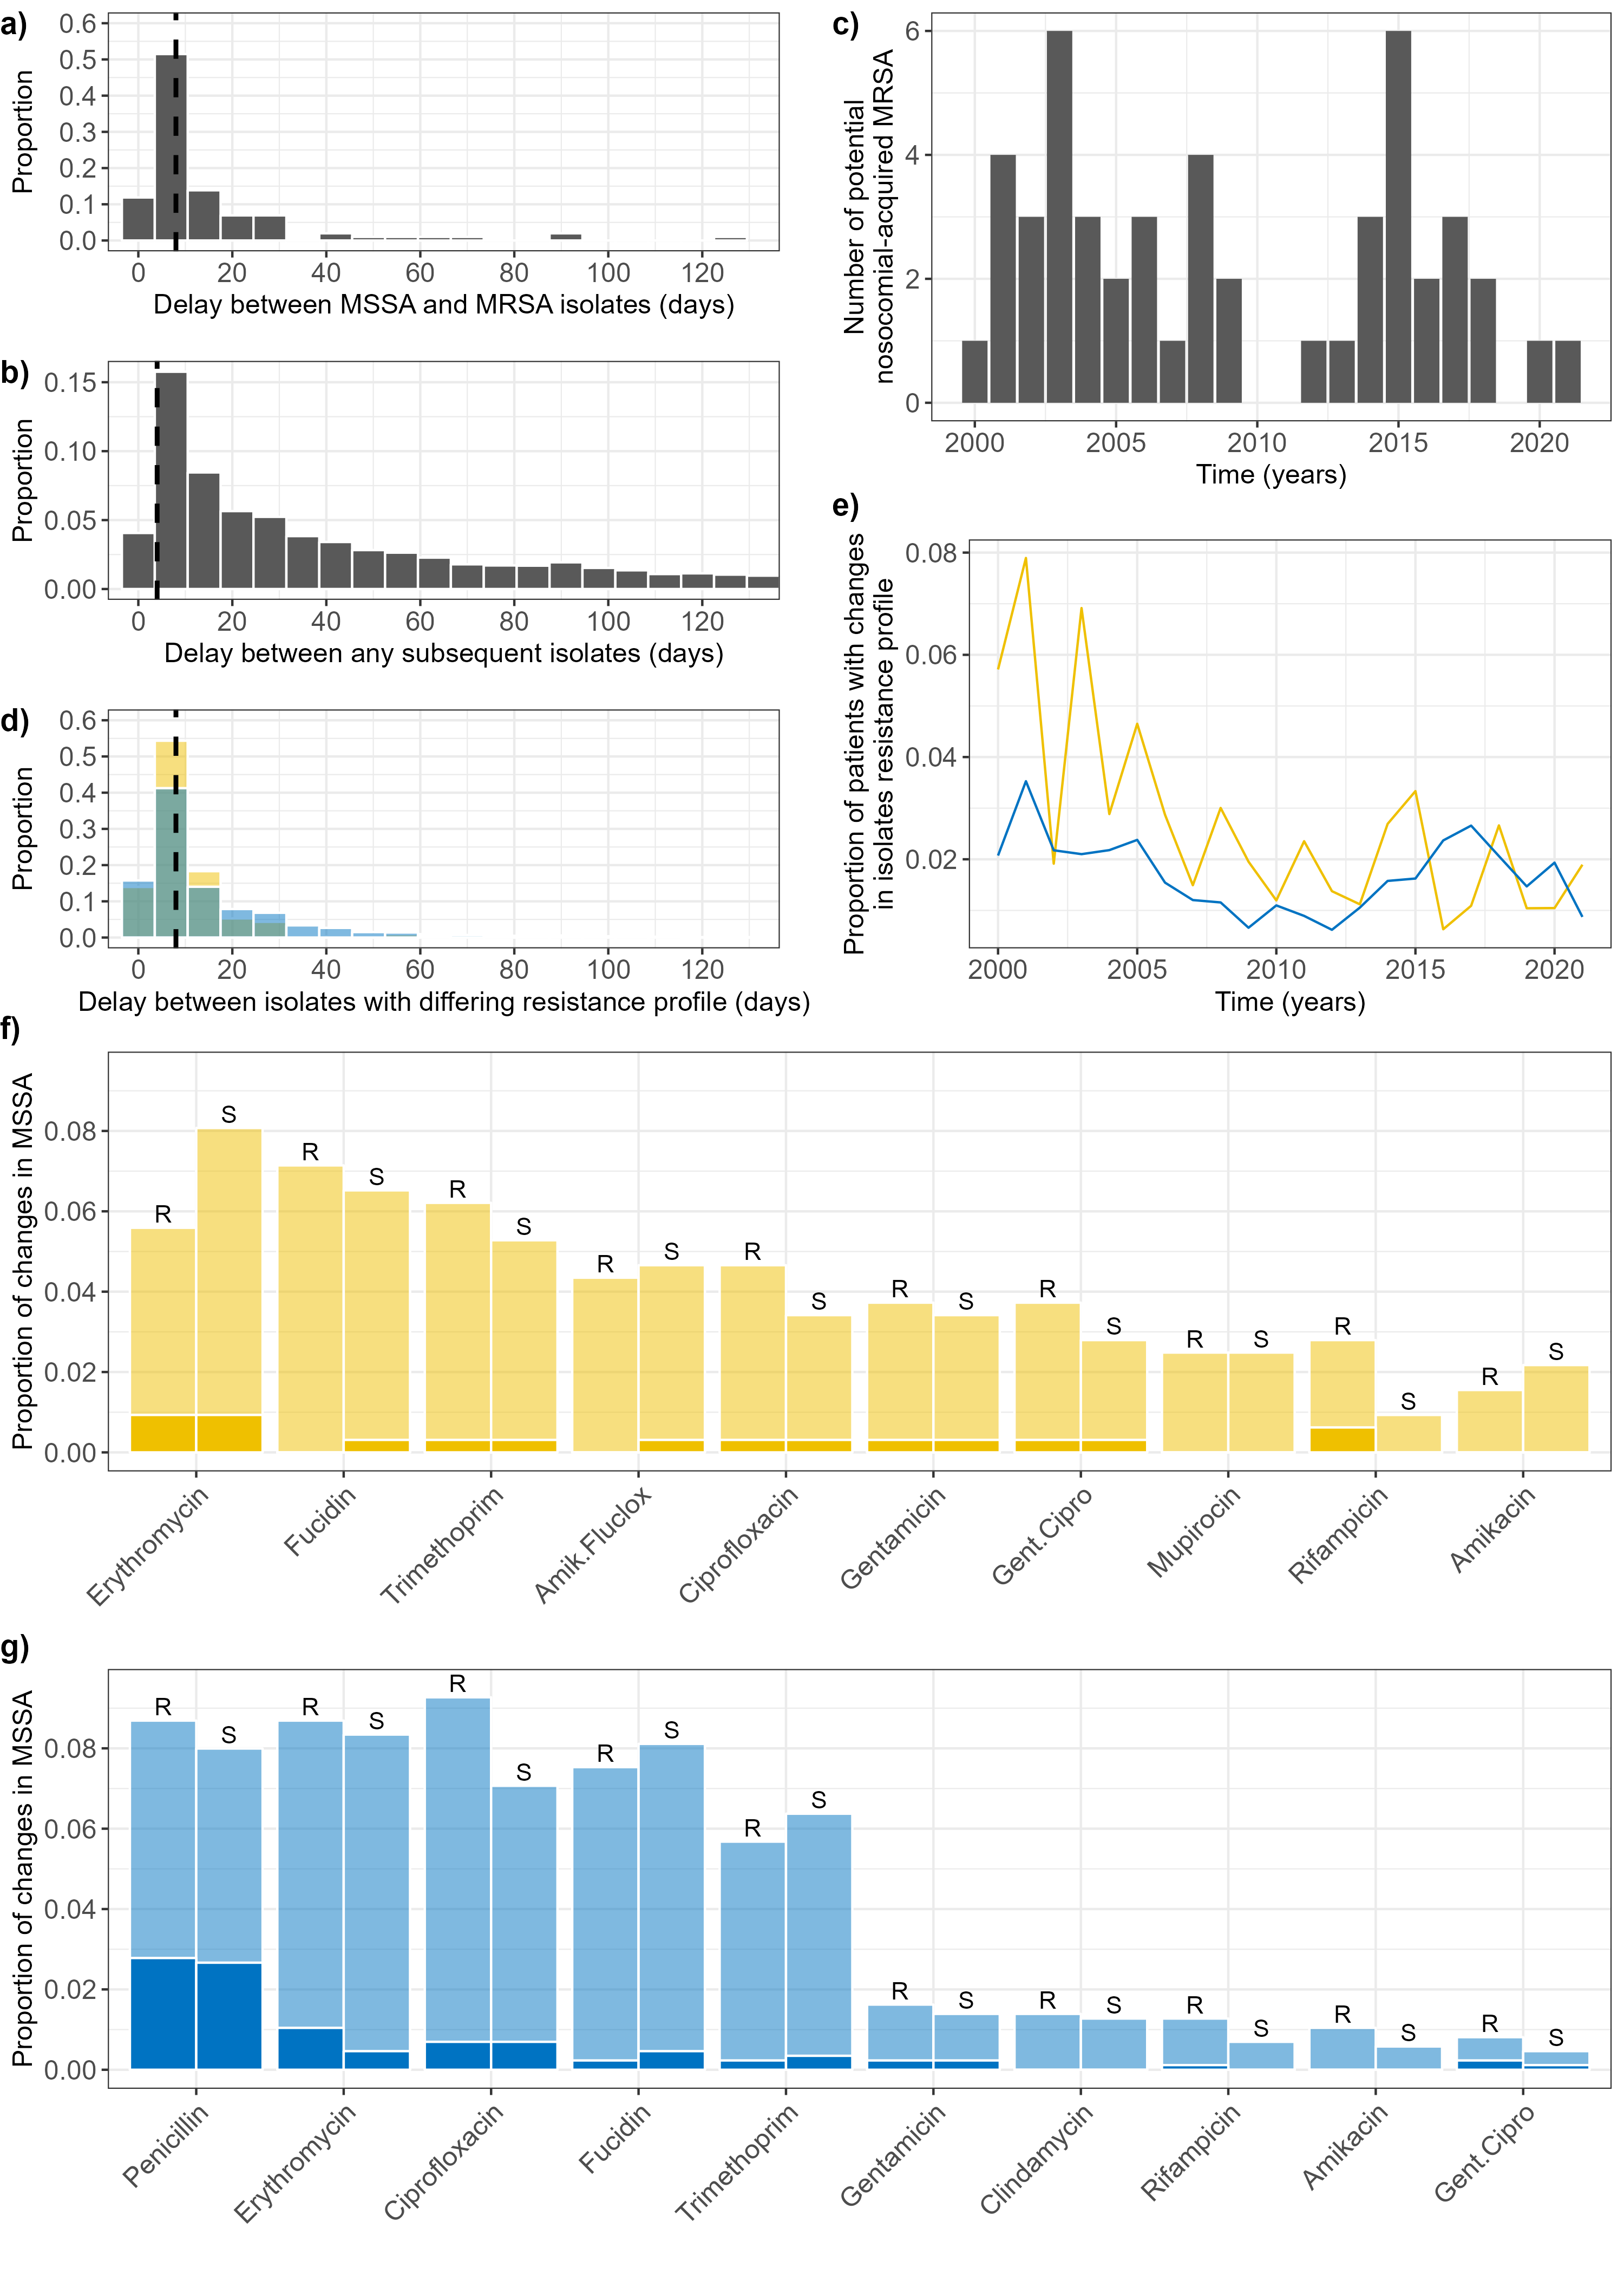 a)
0.6
0.5
0.4
0.3
0.2
0.1
0.0
Proportion
0 20 40 60 80 100 120
Delay between MSSA and MRSA isolates (days)
b)
0.15
0.10
0.05
0.00
Proportion
0 20 40 60 80 100 120
Delay between any subsequent isolates (days)
c)
6
4
2
0
Number of potential
nosocomial-acquired MRSA
2000 2005 2010 2015 2020
Time (years)
d)
0.6
0.5
0.4
0.3
0.2
0.1
0.0
Proportion
0 20 40 60 80 100 120
Delay between isolates with differing resistance profile (days)
e)
0.08
0.06
0.04
0.02
Proportion of patients with changes
in isolates resistance profile
2000 2005 2010 2015 2020
Time (years)
f)
0.08
0.06
0.04
0.02
0.00
Proportion of changes in MSSA
R S R S R S R S R S R S R S R S R S R S
Erythromycin
Fucidin
Trimethoprim
Amik.Fluclox
Ciprofloxacin
Gentamicin
Gent.Cipro
Mupirocin
Rifampicin
Amikacin
g)
0.08
0.06
0.04
0.02
0.00
Proportion of changes in MSSA
R S R S R S R S R S R S R S R S R S R S
Penicillin
Erythromycin
Ciprofloxacin
Fucidin
Trimethoprim
Gentamicin
Clindamycin
Rifampicin
Amikacin
Gent.Cipro